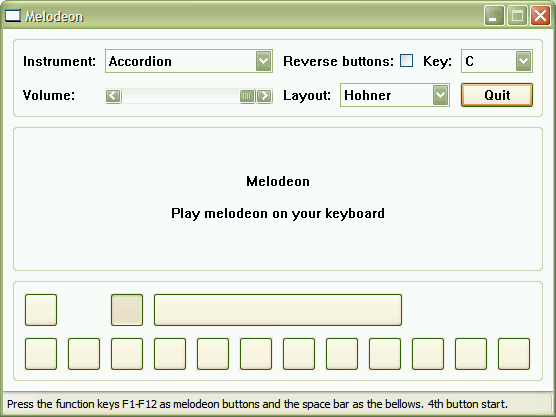 Melodeon
Instrument: Accordion Reverse buttons: Key: C
Volume: Layout: Hohner Quit
Melodeon
Play melodeon on your keyboard
Press the function keys F1-F12 as melodeon buttons and the space bar as the bellows. 4th button start.